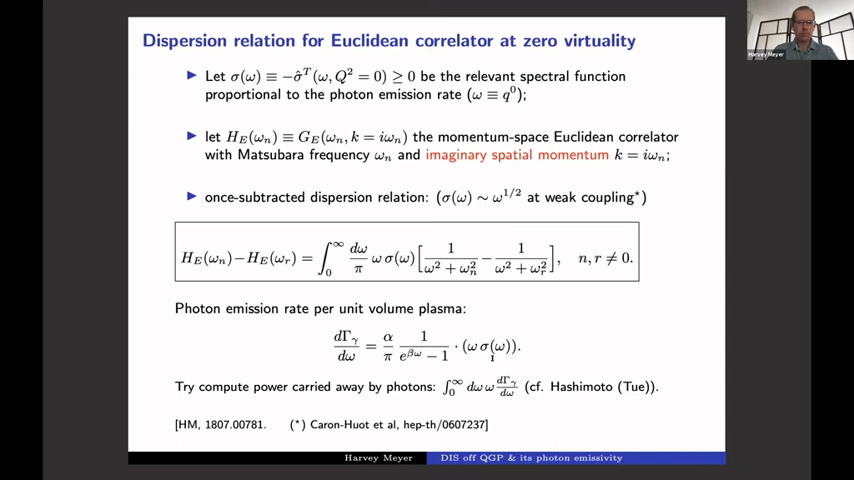 Dispersion relation for Euclidean correlator at zero virtuality
▶ Let σ(ω) ≡ −σ̂ᵀ(ω, Q² = 0) ≥ 0 be the relevant spectral function
proportional to the photon emission rate (ω ≡ q⁰);
▶ let H_E(ω_n) ≡ G_E(ω_n, k = iω_n) the momentum-space Euclidean correlator
with Matsubara frequency ω_n and imaginary spatial momentum k = iω_n;
▶ once-subtracted dispersion relation: (σ(ω) ∼ ω^{1/2} at weak coupling*)
H_E(ω_n)−H_E(ω_r) = ∫_0^∞ dω/π ω σ(ω)[1/(ω² + ω_n²) − 1/(ω² + ω_r²)], n, r ≠ 0.
Photon emission rate per unit volume plasma:
dΓ_γ/dω = α/π 1/(e^{βω} − 1) · (ω σ(ω)).
Try compute power carried away by photons: ∫_0^∞ dω ω dΓ_γ/dω (cf. Hashimoto (Tue)).
[HM, 1807.00781. (*) Caron-Huot et al, hep-th/0607237]
Harvey Meyer DIS off QGP & its photon emissivity
Harvey Meyer